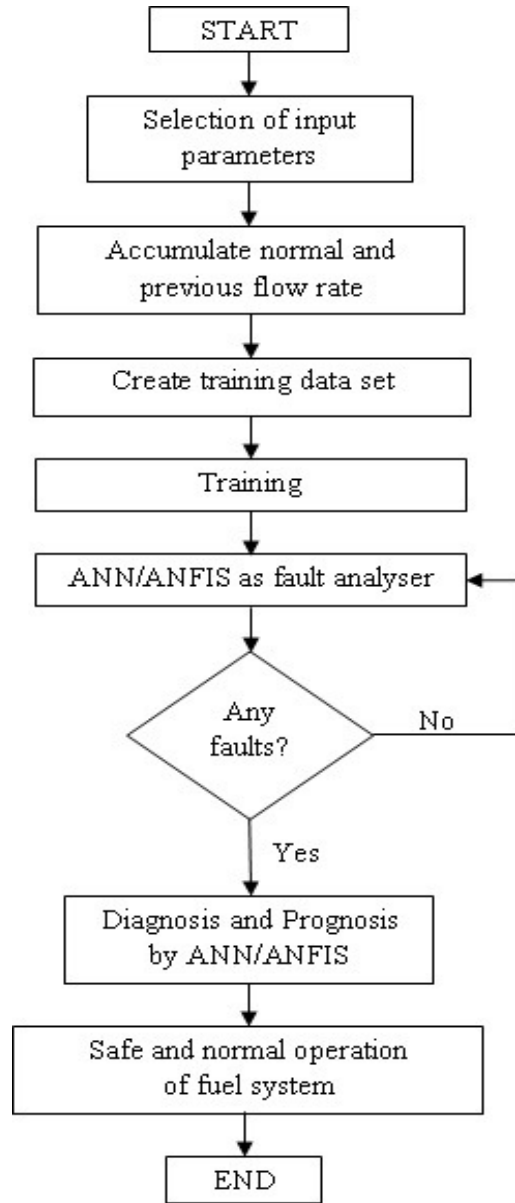 START
Selection of input
parameters
Accumulate normal and
previous flow rate
Create training data set
Training
ANN/ANFIS as fault analyser
Any
faults?
No
Yes
Diagnosis and Prognosis
by ANN/ANFIS
Safe and normal operation
of fuel system
END